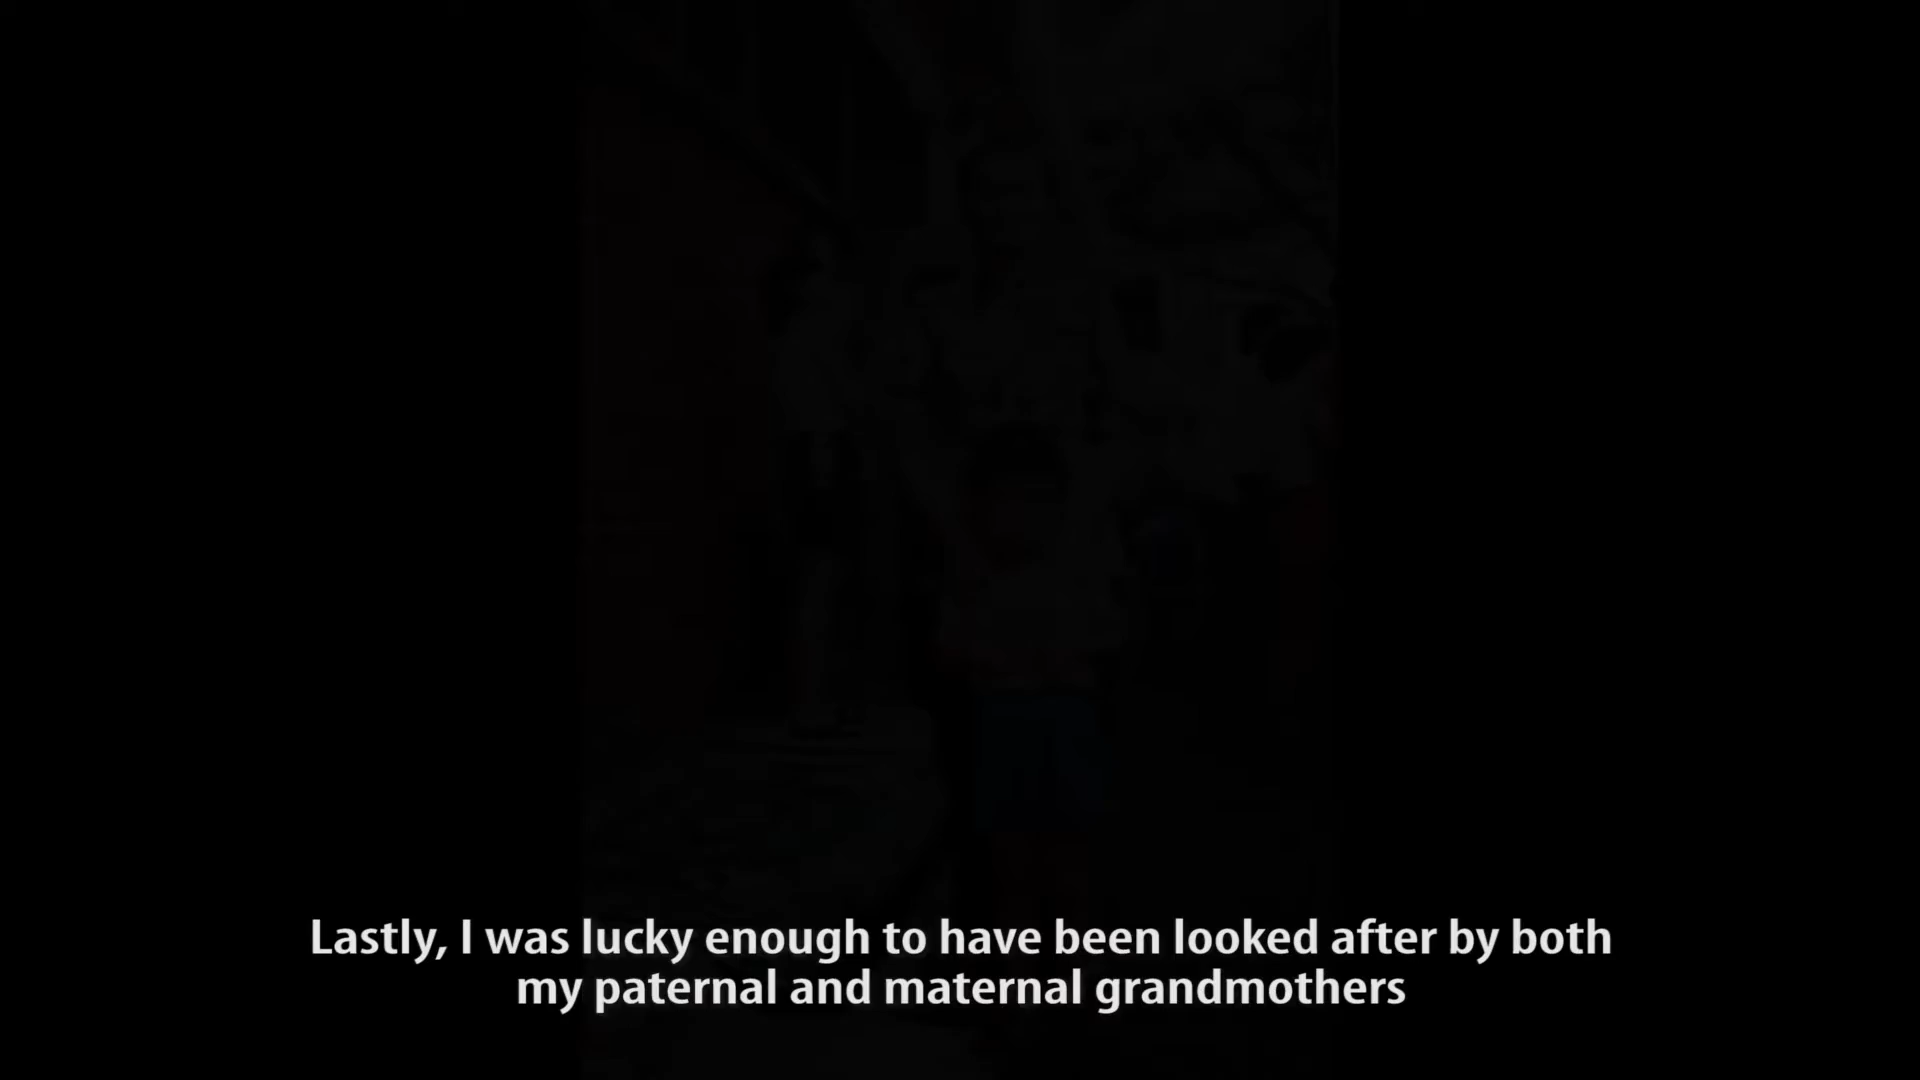 Lastly, I was lucky enough to have been looked after by both
my paternal and maternal grandmothers